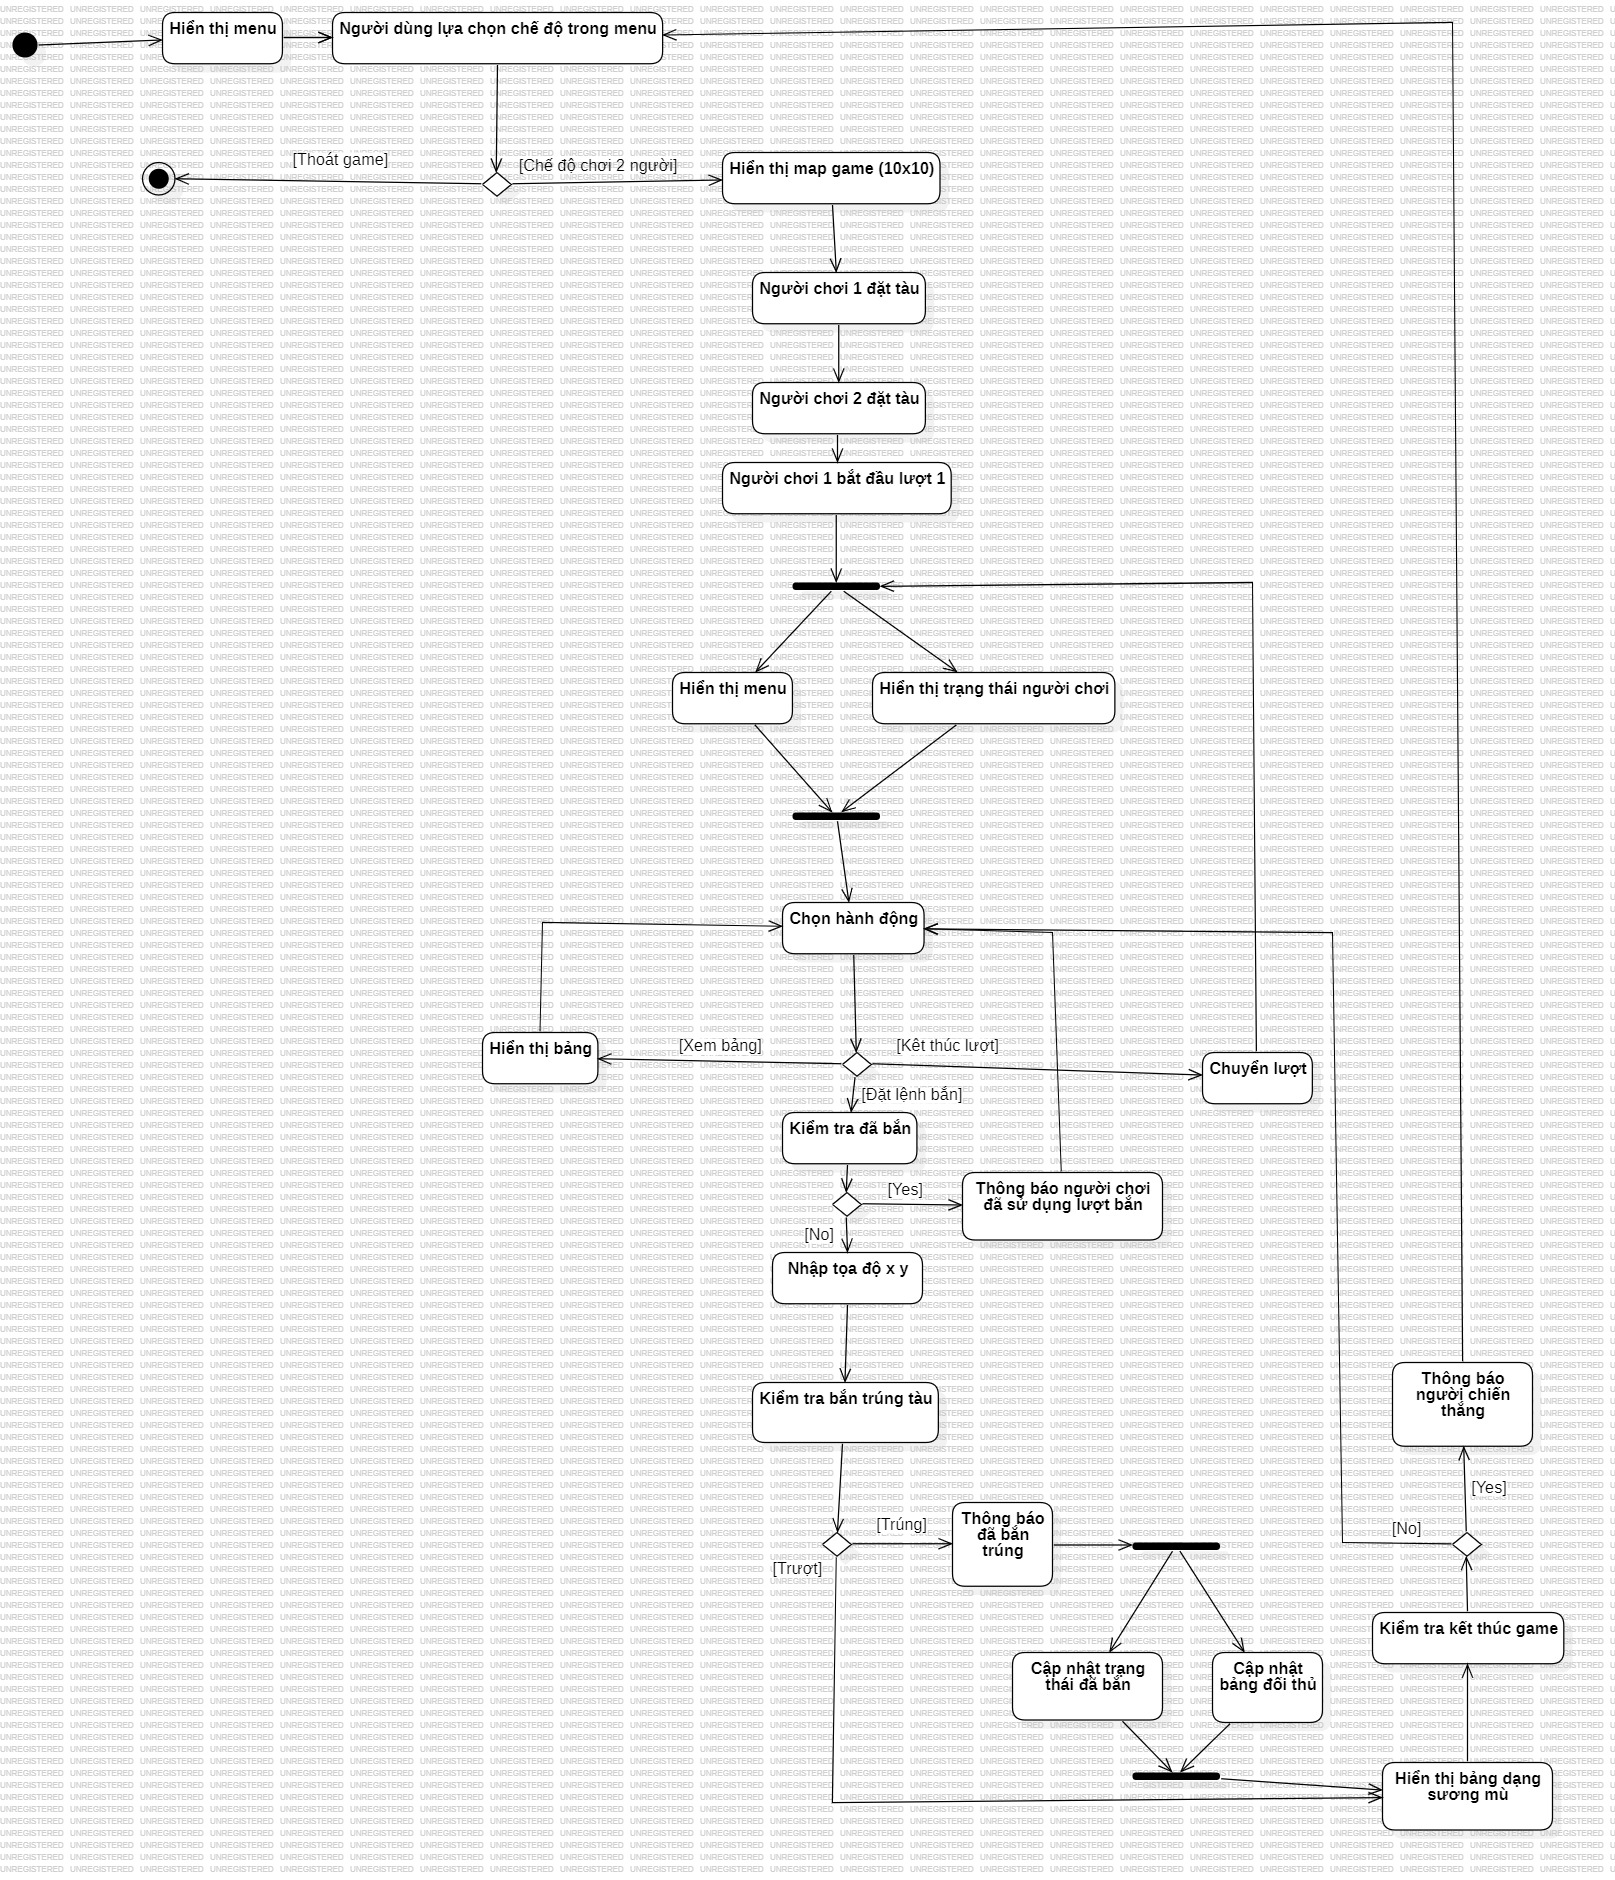 Hiển thị menu
Người dùng lựa chọn chế độ trong menu
[Thoát game]
[Chế độ chơi 2 người]
Hiển thị map game (10x10)
Người chơi 1 đặt tàu
Người chơi 2 đặt tàu
Người chơi 1 bắt đầu lượt 1
Hiển thị menu
Hiển thị trạng thái người chơi
Chọn hành động
Hiển thị bảng
[Xem bảng]
[Kêt thúc lượt]
Chuyển lượt
[Đặt lệnh bắn]
Kiểm tra đã bắn
[Yes]
Thông báo người chơi
đã sử dụng lượt bắn
[No]
Nhập tọa độ x y
Kiểm tra bắn trúng tàu
Thông báo
người chiến
thắng
[Yes]
[No]
[Trúng]
Thông báo
đã bắn
trúng
[Trượt]
Kiểm tra kết thúc game
Cập nhật trạng
thái đã bắn
Cập nhật
bảng đối thủ
Hiển thị bảng dạng
sương mù
UNREGISTERED